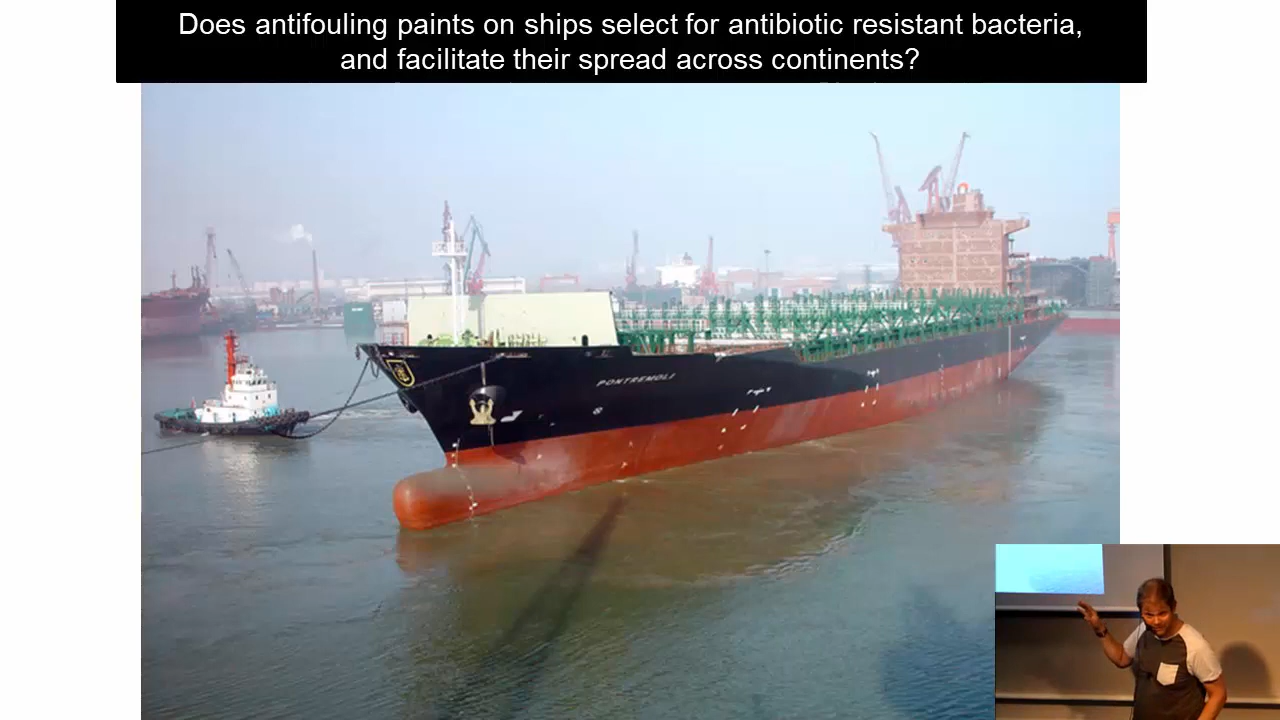 Does antifouling paints on ships select for antibiotic resistant bacteria,
and facilitate their spread across continents?
PONTREMOLI